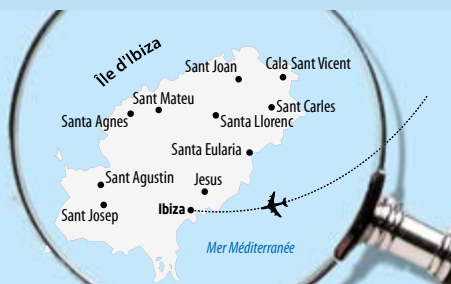 Île d'Ibiza
Sant Joan
Cala Sant Vicent
Sant Mateu
Sant Carles
Santa Agnes
Santa Llorenc
Santa Eularia
Sant Agustin
Jesus
Sant Josep
Ibiza
Mer Méditerranée